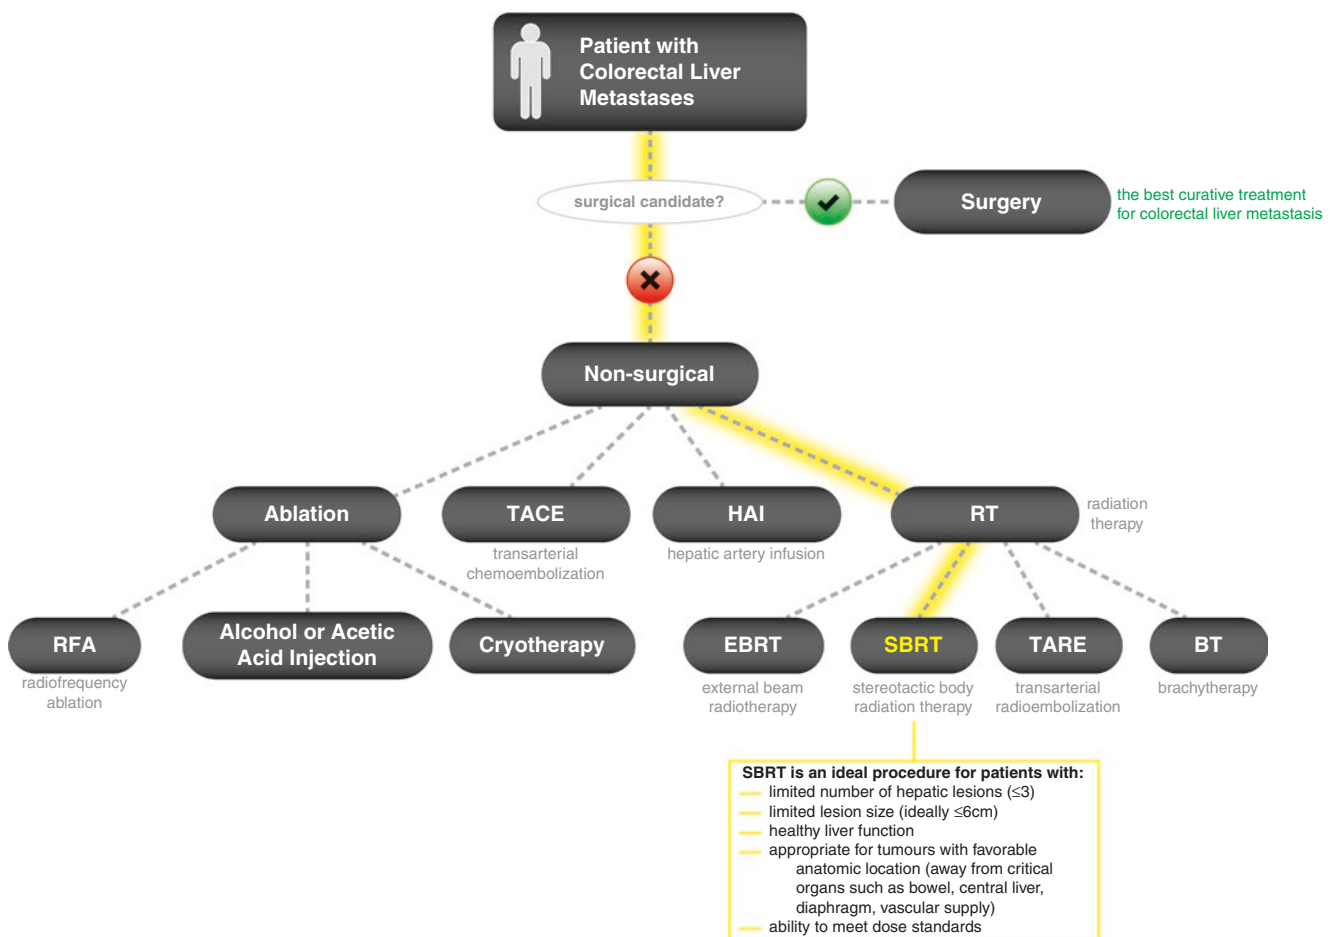 Patient with
Colorectal Liver
Metastases
surgical candidate?
Surgery
the best curative treatment
for colorectal liver metastasis
Non-surgical
Ablation
TACE
HAI
RT
radiation
therapy
transarterial
chemoembolization
hepatic artery infusion
RFA
Alcohol or Acetic
Acid Injection
Cryotherapy
EBRT
SBRT
TARE
BT
radiofrequency
ablation
external beam
radiotherapy
stereotactic body
radiation therapy
transarterial
radioembolization
brachytherapy
SBRT is an ideal procedure for patients with:
limited number of hepatic lesions (≤3)
limited lesion size (ideally ≤6cm)
healthy liver function
appropriate for tumours with favorable
anatomic location (away from critical
organs such as bowel, central liver,
diaphragm, vascular supply)
ability to meet dose standards